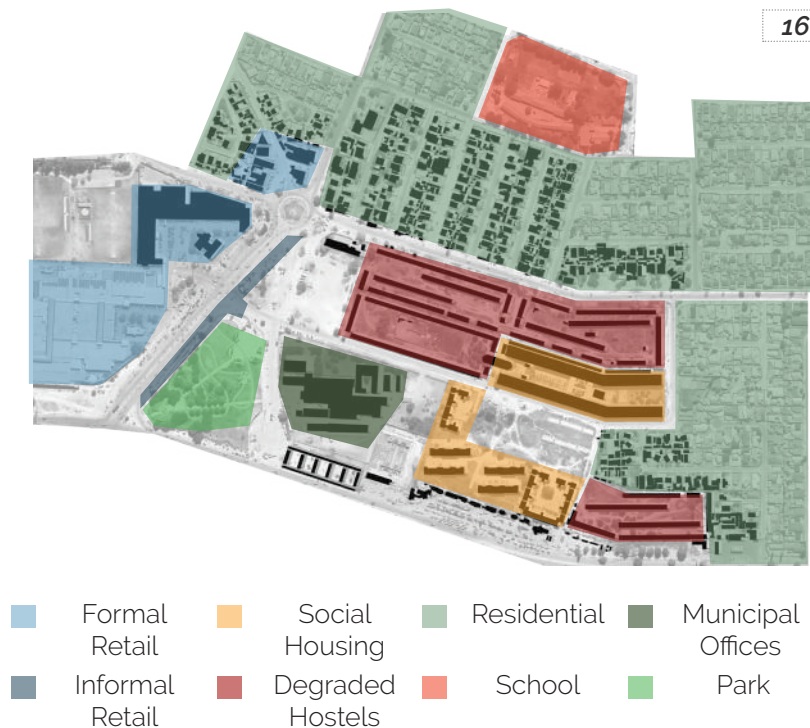 16
Formal
Retail
Social
Housing
Residential
Municipal
Offices
Informal
Retail
Degraded
Hostels
School
Park